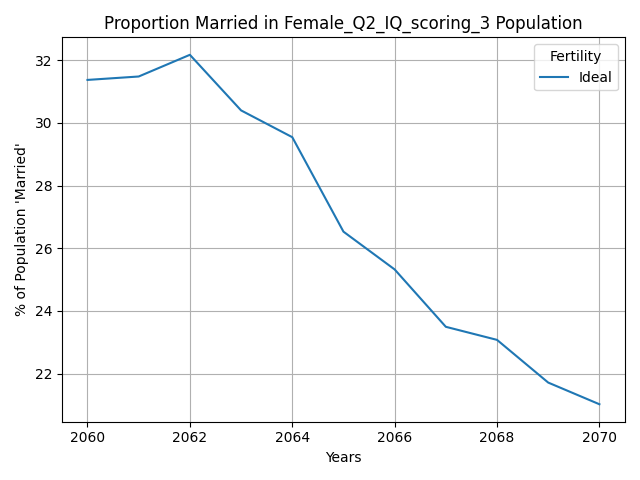 Proportion Married in Female_Q2_IQ_scoring_3 Population
Fertility
Ideal
% of Population 'Married'
32
30
28
26
24
22
2060 2062 2064 2066 2068 2070
Years